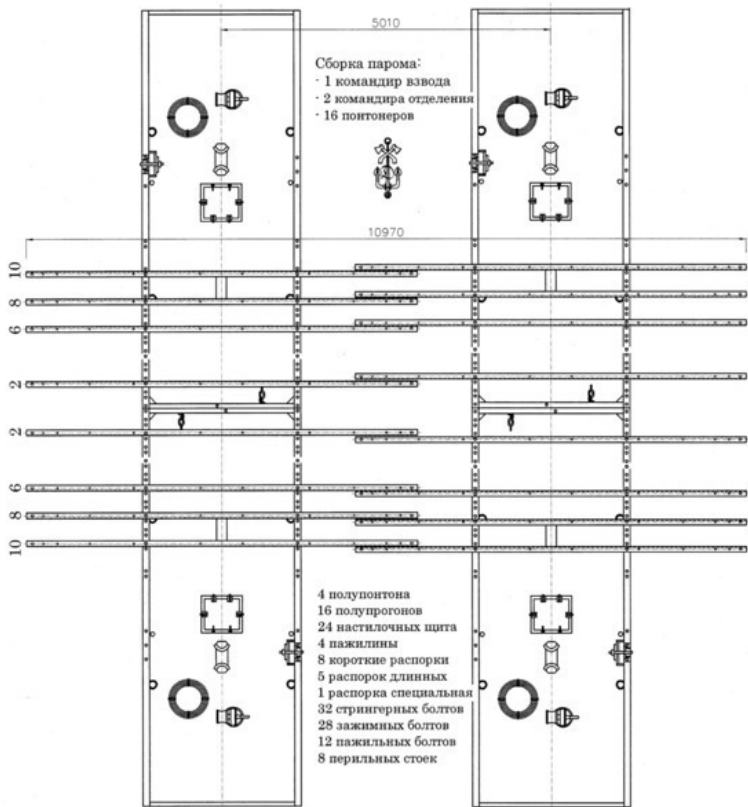 5010
Сборка парома:
- 1 командир взвода
- 2 командира отделения
- 16 понтонеров
10970
10
8
6
2
2
6
8
10
4 полупонтона
16 полупрогонов
24 настилочных щита
4 пажилины
8 короткие распорки
5 распорок длинных
1 распорка специальная
32 стрингерных болтов
28 зажимных болтов
12 пажильных болтов
8 перильных стоек